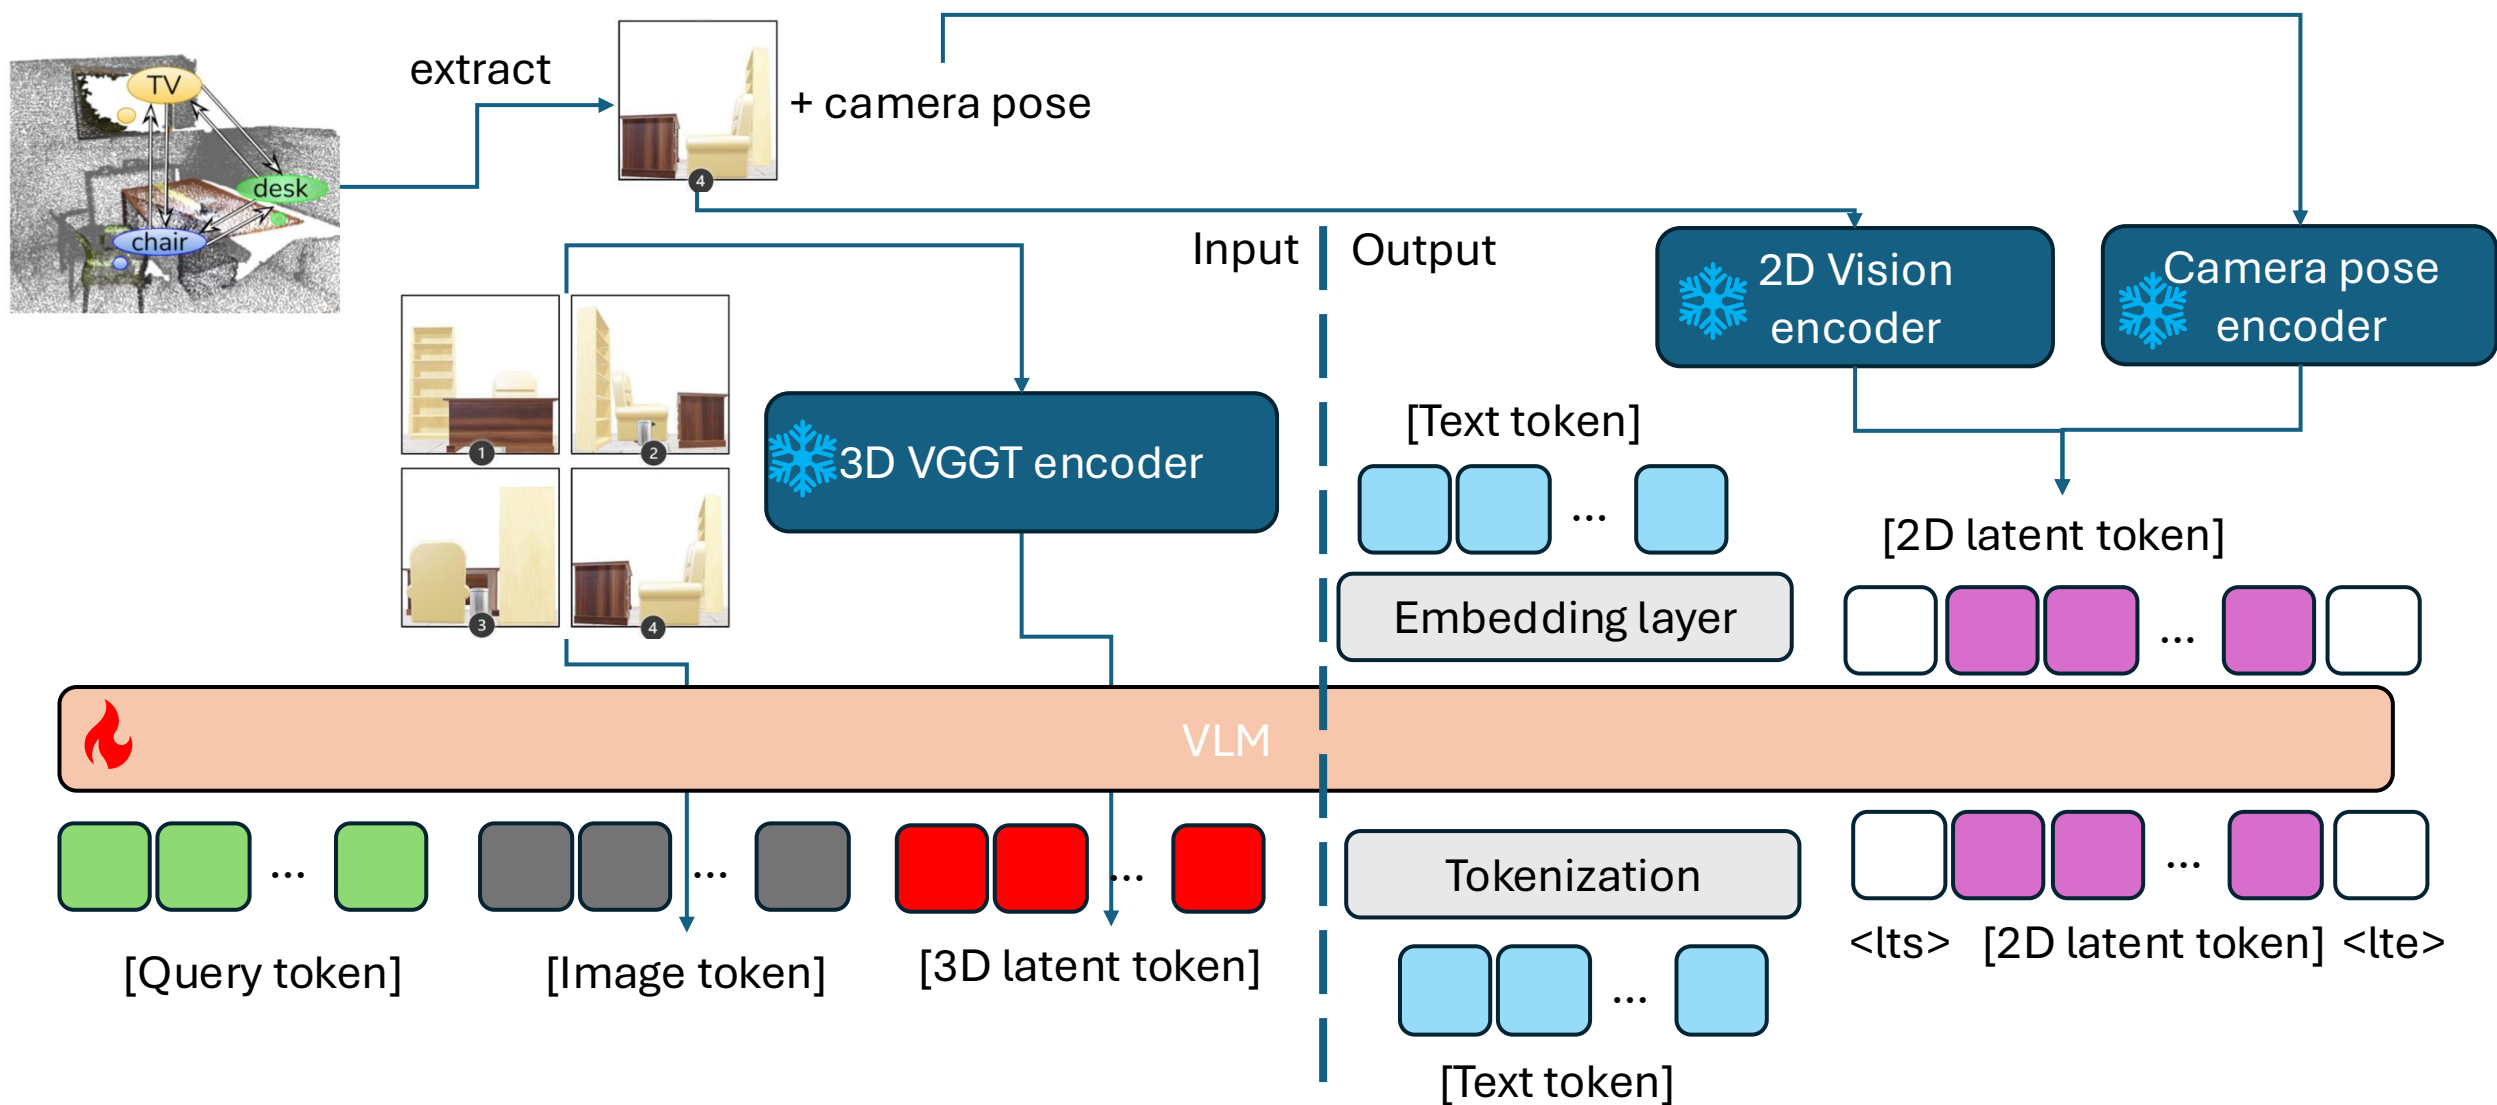 TV
desk
chair
extract
4
+ camera pose
Input
Output
2D Vision
encoder
Camera pose
encoder
1
2
3
4
3D VGGT encoder
[Text token]
...
Embedding layer
[2D latent token]
...
VLM
...
[Query token]
...
[Image token]
...
[3D latent token]
Tokenization
...
[Text token]
...
<lts>
[2D latent token]
<lte>